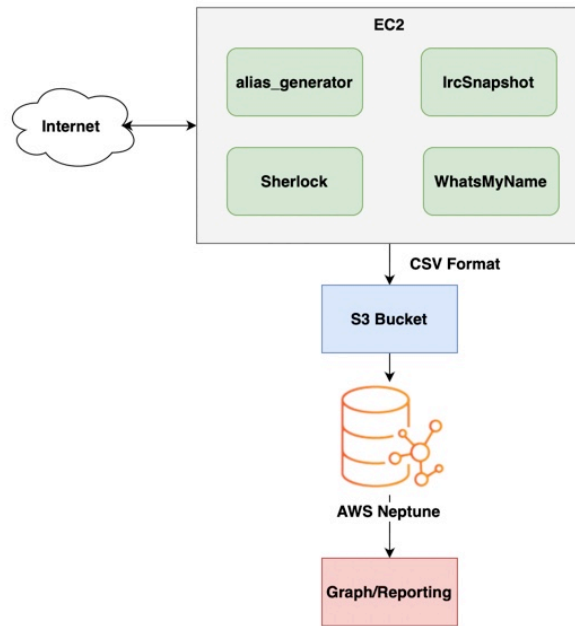 EC2
alias_generator
IrcSnapshot
Internet
Sherlock
WhatsMyName
CSV Format
S3 Bucket
AWS Neptune
Graph/Reporting